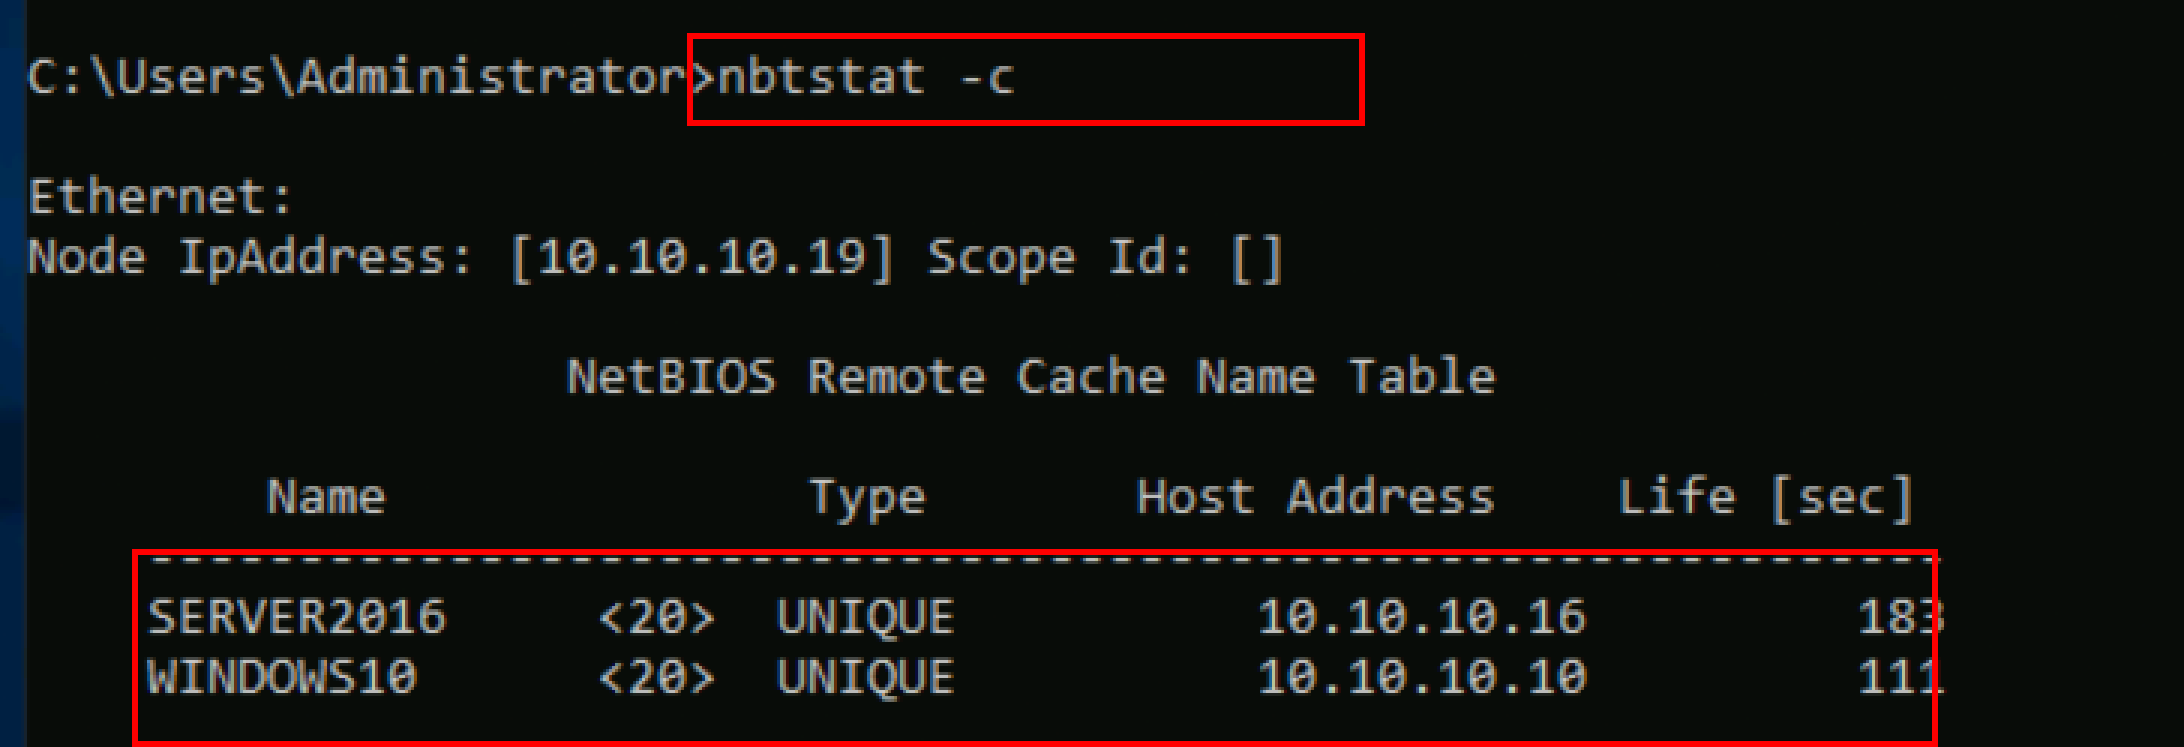 C:\Users\Administrator>nbtstat -c
Ethernet:
Node IpAddress: [10.10.10.19] Scope Id: []
NetBIOS Remote Cache Name Table
Name Type Host Address Life [sec]
------------------------------------------------------------
SERVER2016 <20> UNIQUE 10.10.10.16 183
WINDOWS10 <20> UNIQUE 10.10.10.10 111